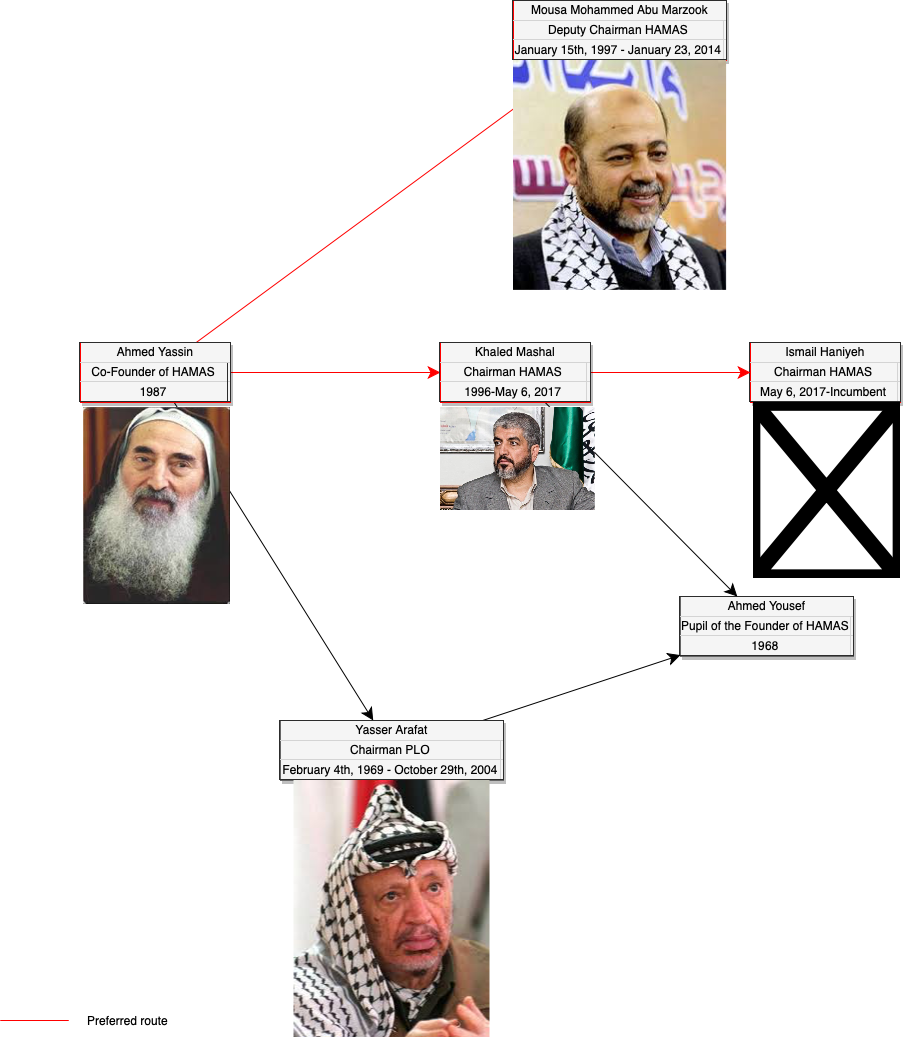 Mousa Mohammed Abu Marzook
Deputy Chairman HAMAS
January 15th, 1997 - January 23, 2014
Ahmed Yassin
Co-Founder of HAMAS
1987
Khaled Mashal
Chairman HAMAS
1996-May 6, 2017
Ismail Haniyeh
Chairman HAMAS
May 6, 2017-Incumbent
Ahmed Yousef
Pupil of the Founder of HAMAS
1968
Yasser Arafat
Chairman PLO
February 4th, 1969 - October 29th, 2004
Preferred route